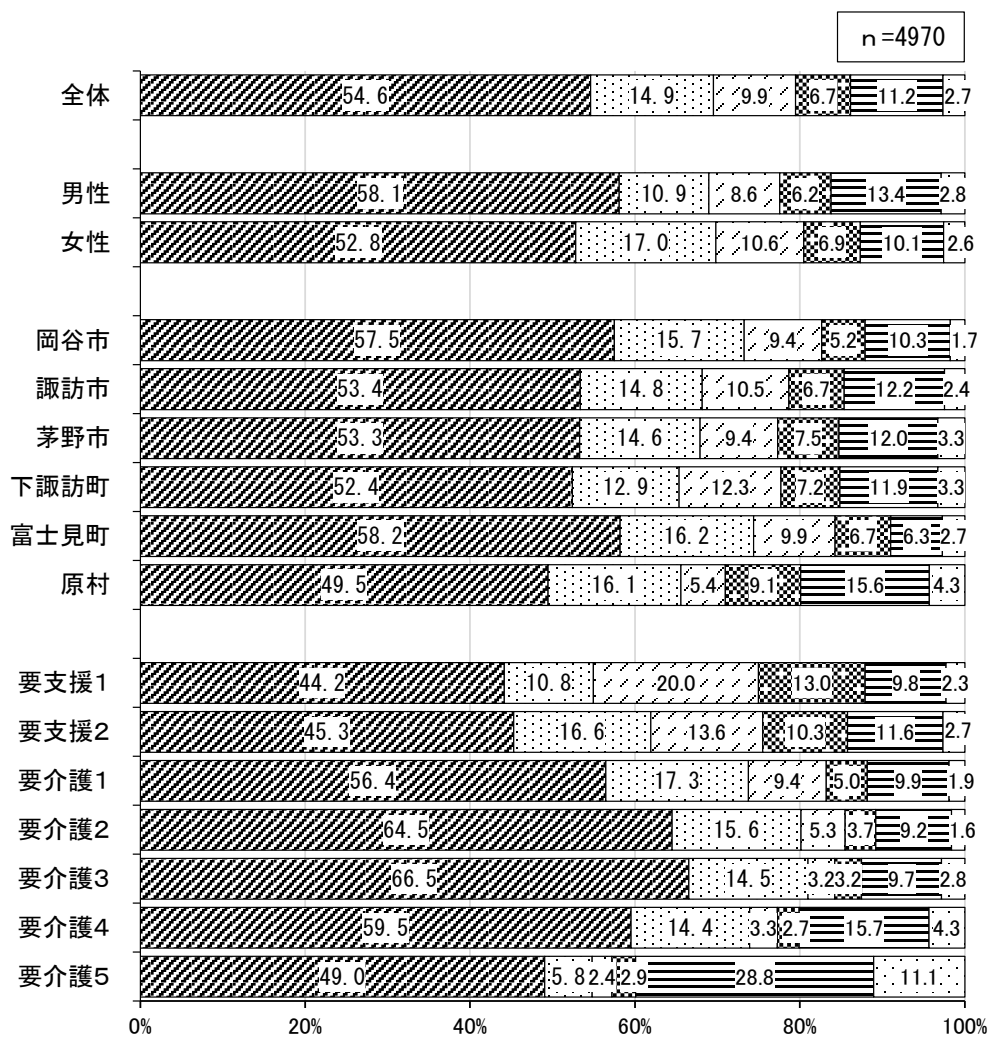 ｎ=4970
全体 54.6 14.9 9.9 6.7 11.2 2.7
男性 58.1 10.9 8.6 6.2 13.4 2.8
女性 52.8 17.0 10.6 6.9 10.1 2.6
岡谷市 57.5 15.7 9.4 5.2 10.3 1.7
諏訪市 53.4 14.8 10.5 6.7 12.2 2.4
茅野市 53.3 14.6 9.4 7.5 12.0 3.3
下諏訪町 52.4 12.9 12.3 7.2 11.9 3.3
富士見町 58.2 16.2 9.9 6.7 6.3 2.7
原村 49.5 16.1 5.4 9.1 15.6 4.3
要支援1 44.2 10.8 20.0 13.0 9.8 2.3
要支援2 45.3 16.6 13.6 10.3 11.6 2.7
要介護1 56.4 17.3 9.4 5.0 9.9 1.9
要介護2 64.5 15.6 5.3 3.7 9.2 1.6
要介護3 66.5 14.5 3.2 3.2 9.7 2.8
要介護4 59.5 14.4 3.3 2.7 15.7 4.3
要介護5 49.0 5.8 2.4 2.9 28.8 11.1
0% 20% 40% 60% 80% 100%